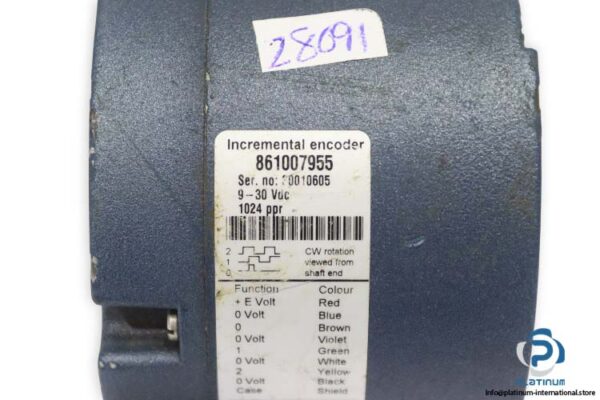 28091
Incremental encoder
861007955
Ser. no: 30010605
9-30 Vdc
1024 ppr
2 CW rotation
1 viewed from
0 shaft end
Function Colour
+ E Volt Red
0 Volt Blue
0 Brown
0 Volt Violet
1 Green
0 Volt White
2 Yellow
0 Volt Black
Case Shield
PLATINUM
info@platinum-international.store